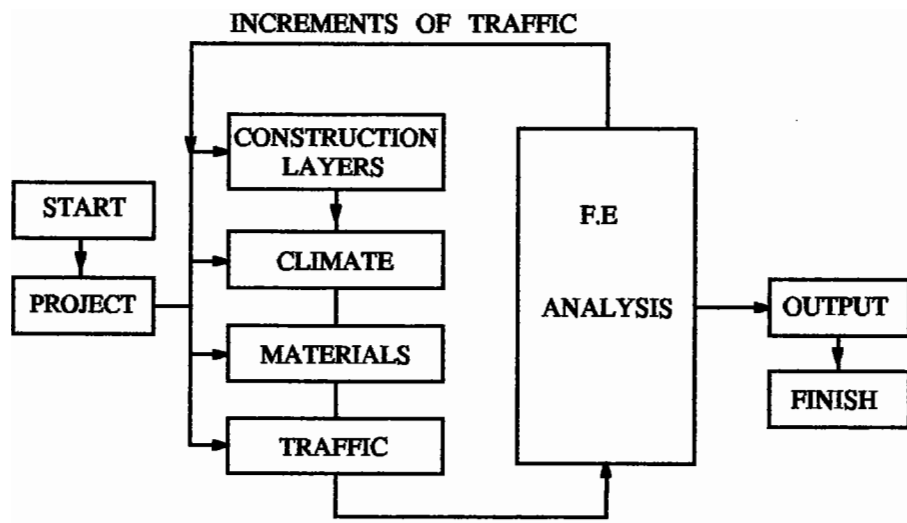 INCREMENTS OF TRAFFIC
CONSTRUCTION
LAYERS
START
F.E
CLIMATE
PROJECT
ANALYSIS
OUTPUT
MATERIALS
FINISH
TRAFFIC